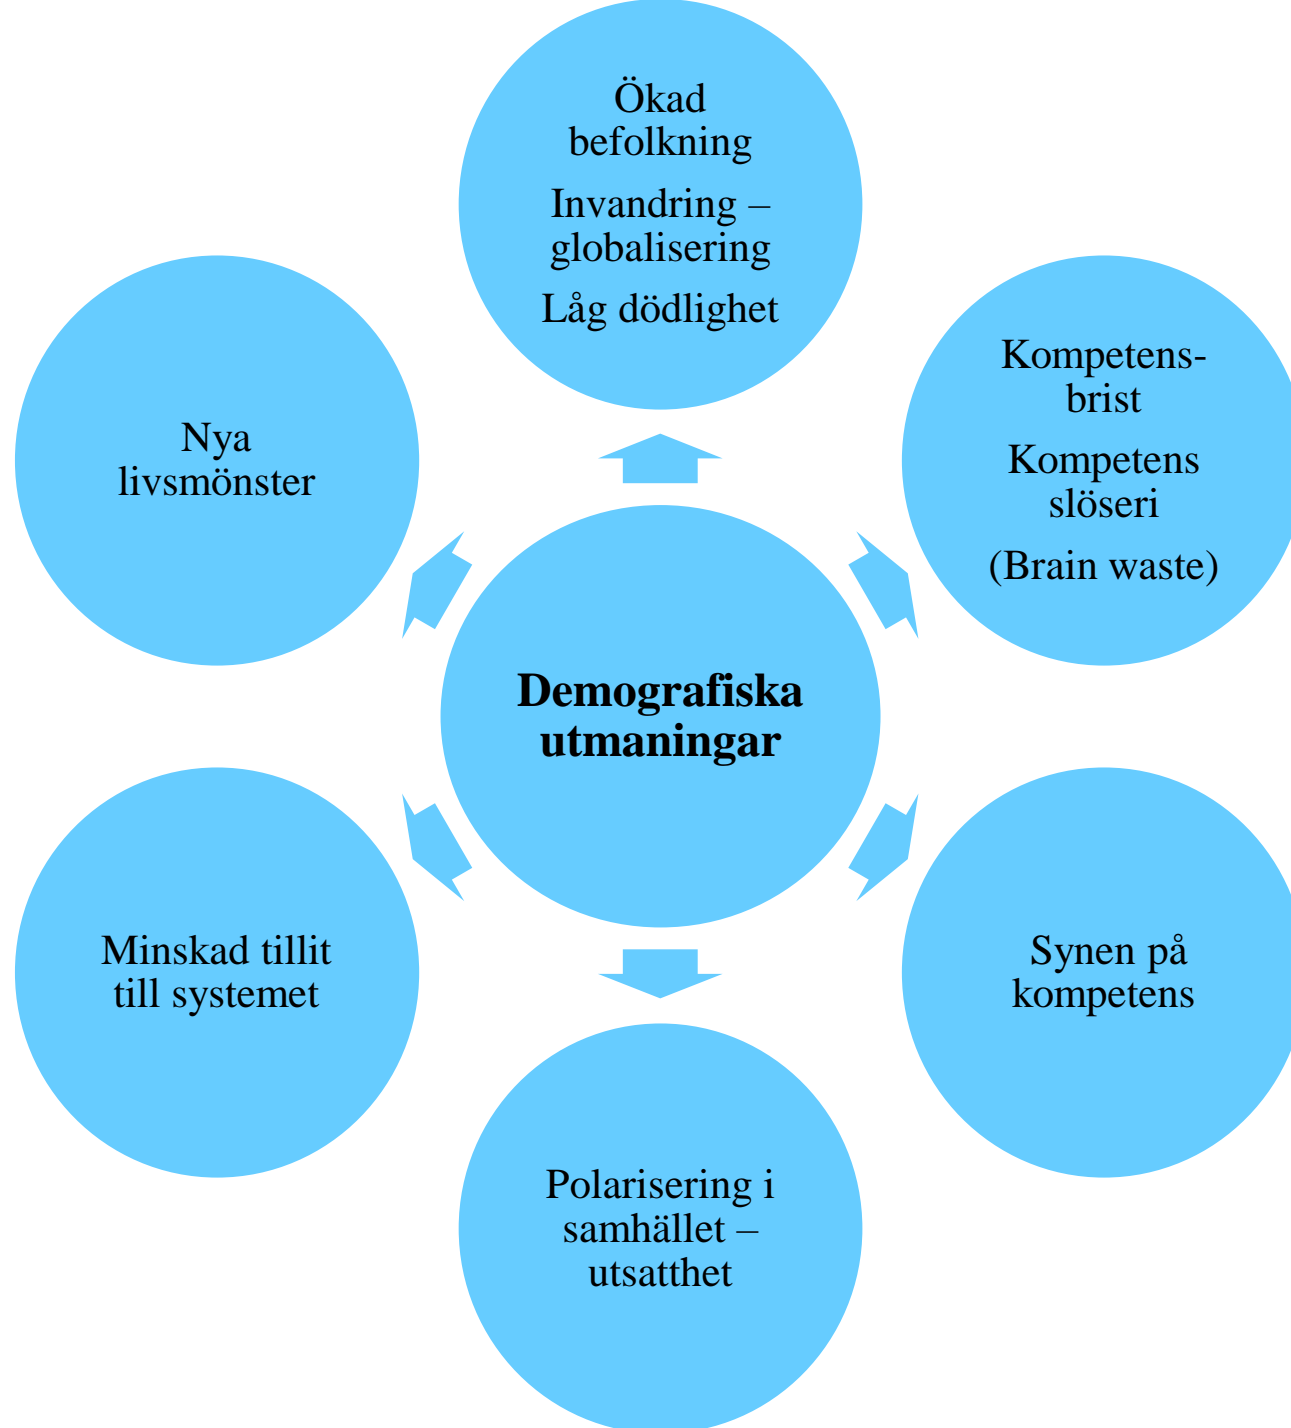 Ökad
befolkning
Invandring –
globalisering
Låg dödlighet
Kompetens-
brist
Kompetens
slöseri
(Brain waste)
Nya
livsmönster
Demografiska
utmaningar
Minskad tillit
till systemet
Synen på
kompetens
Polarisering i
samhället –
utsatthet